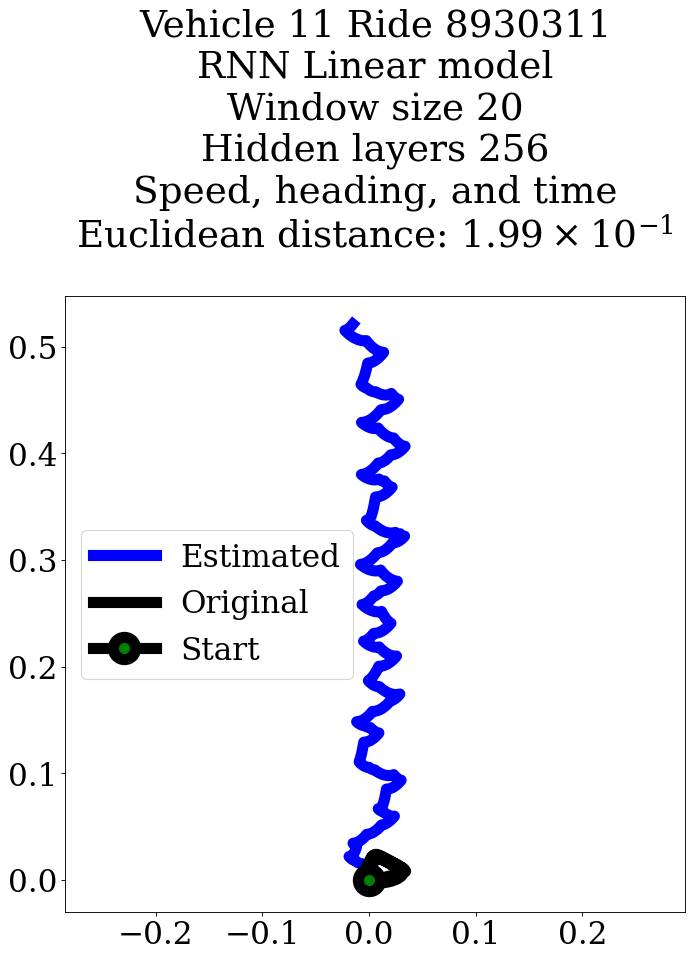 Vehicle 11 Ride 8930311
RNN Linear model
Window size 20
Hidden layers 256
Speed, heading, and time
Euclidean distance: 1.99 × 10⁻¹
0.5
0.4
0.3
0.2
0.1
0.0
Estimated
Original
Start
−0.2 −0.1 0.0 0.1 0.2